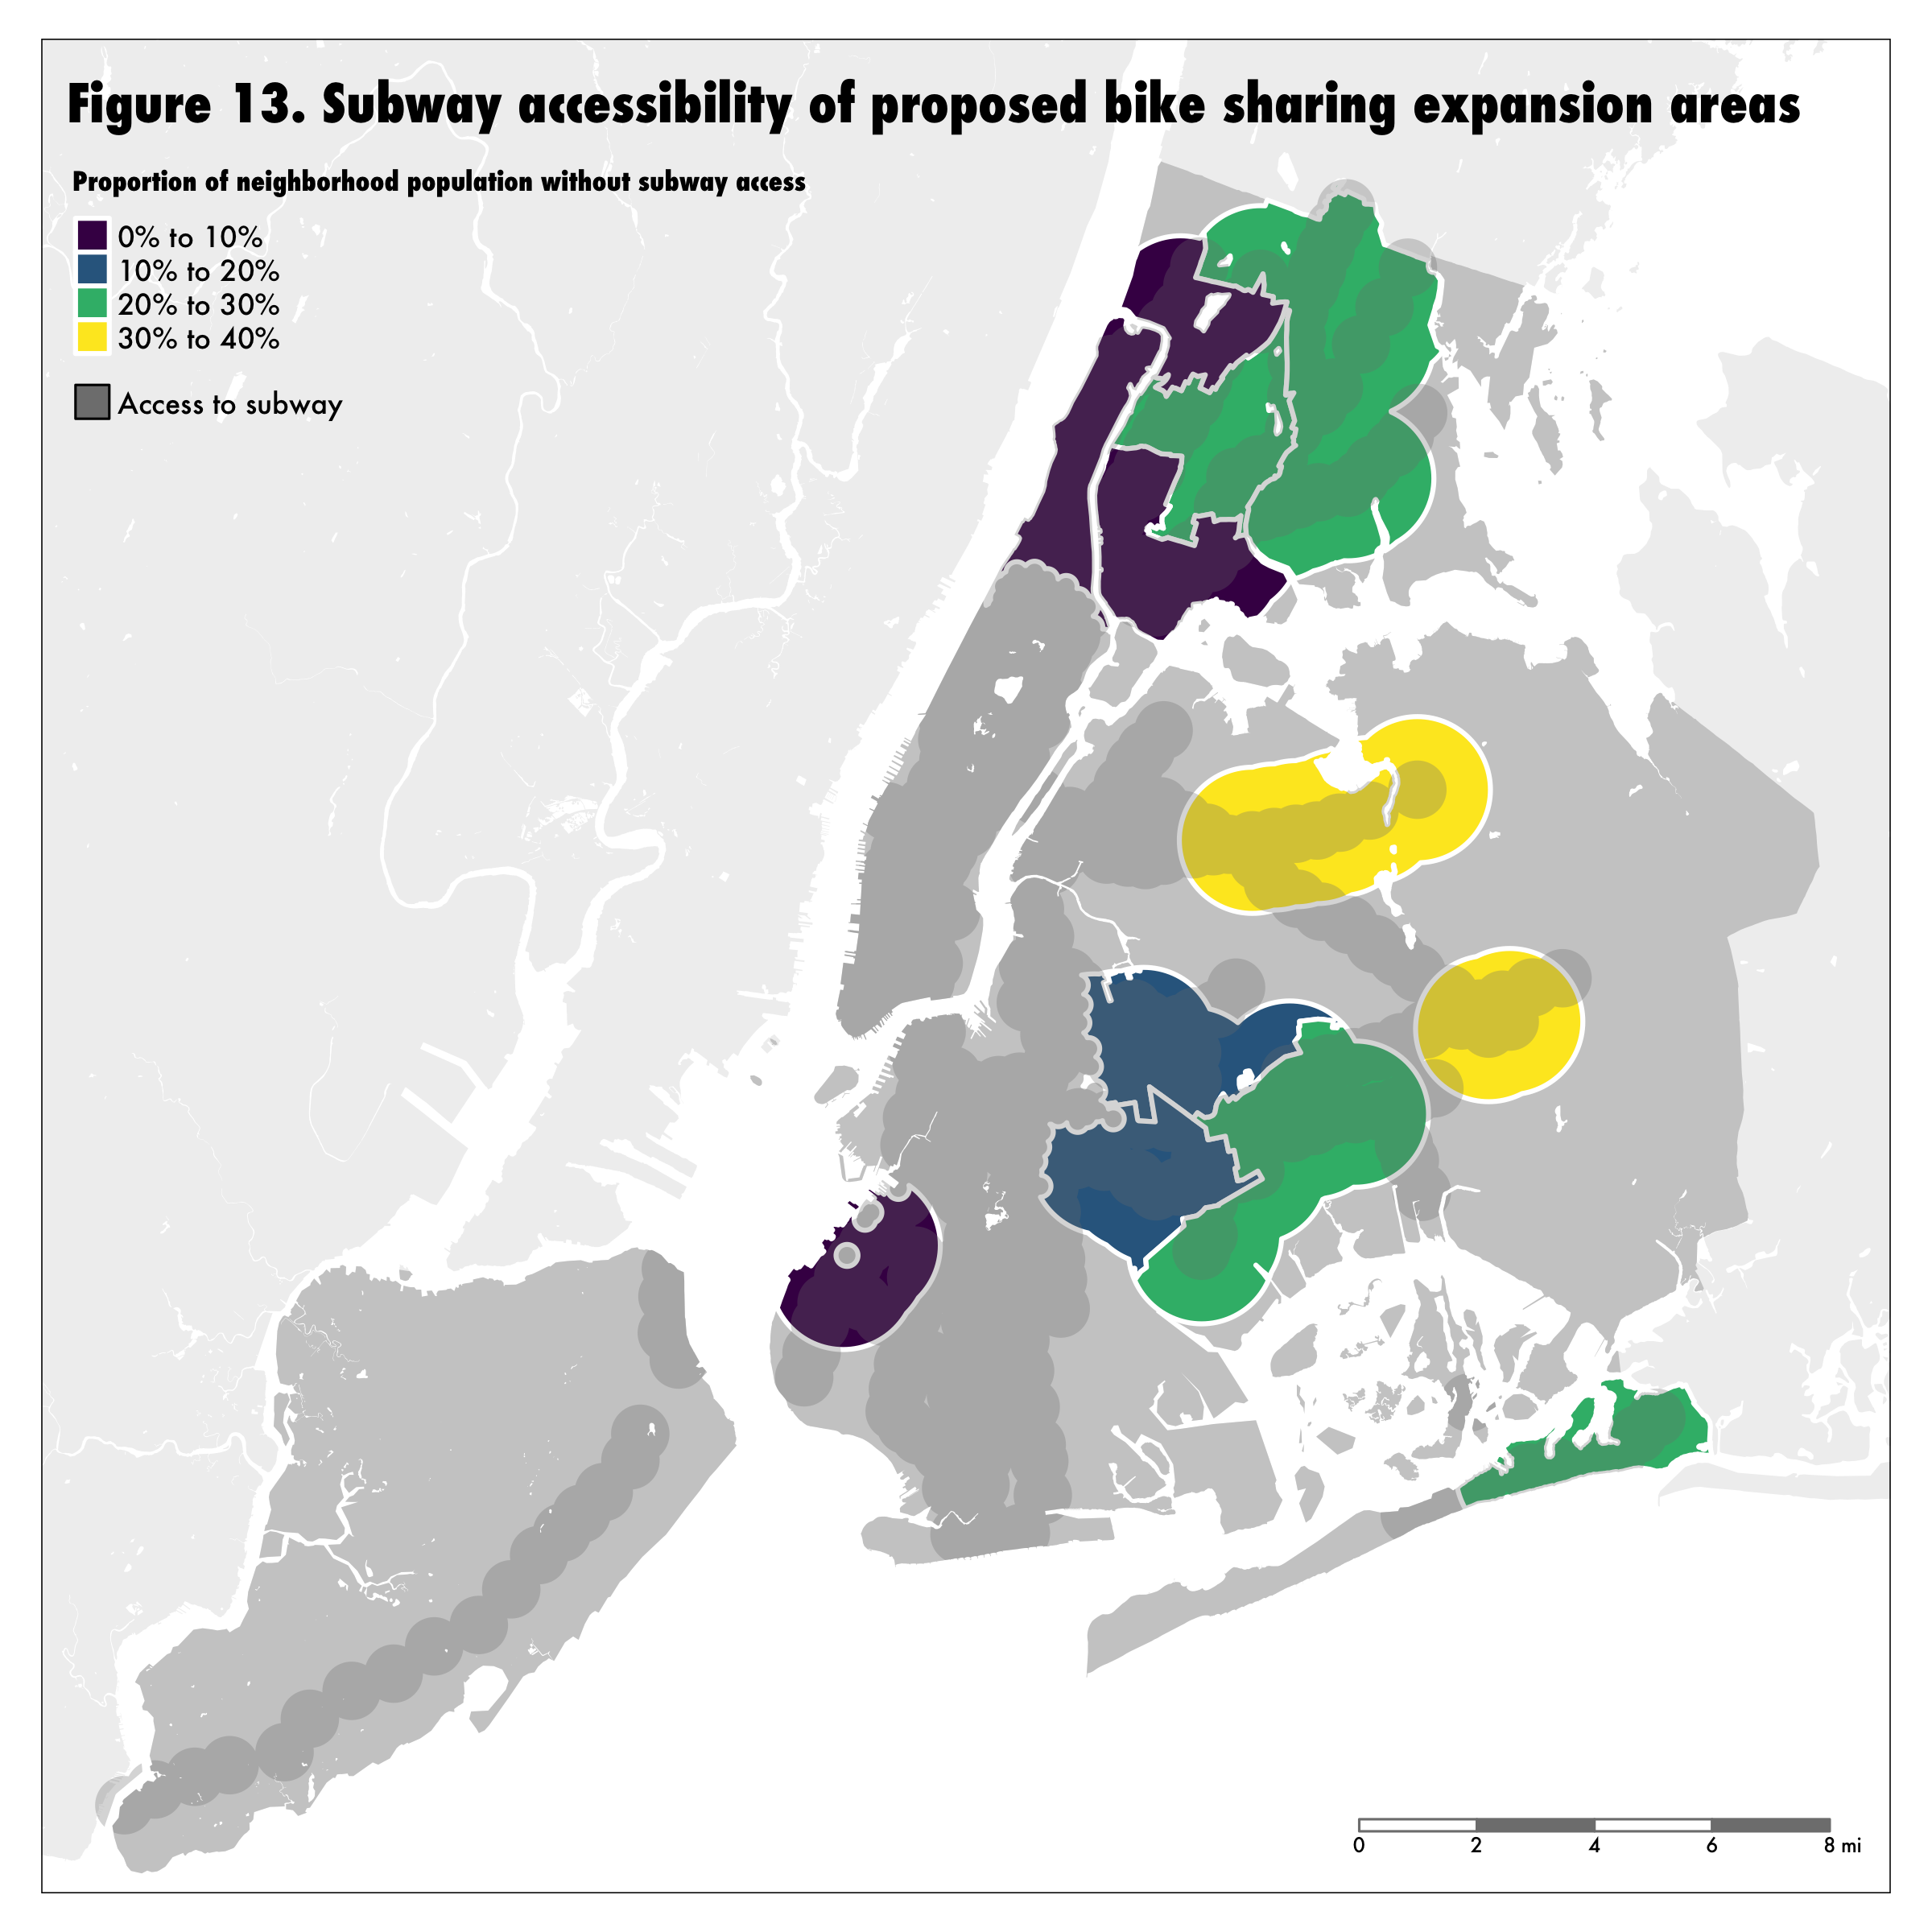 Figure 13. Subway accessibility of proposed bike sharing expansion areas
Proportion of neighborhood population without subway access
0% to 10%
10% to 20%
20% to 30%
30% to 40%
Access to subway
0 2 4 6 8 mi